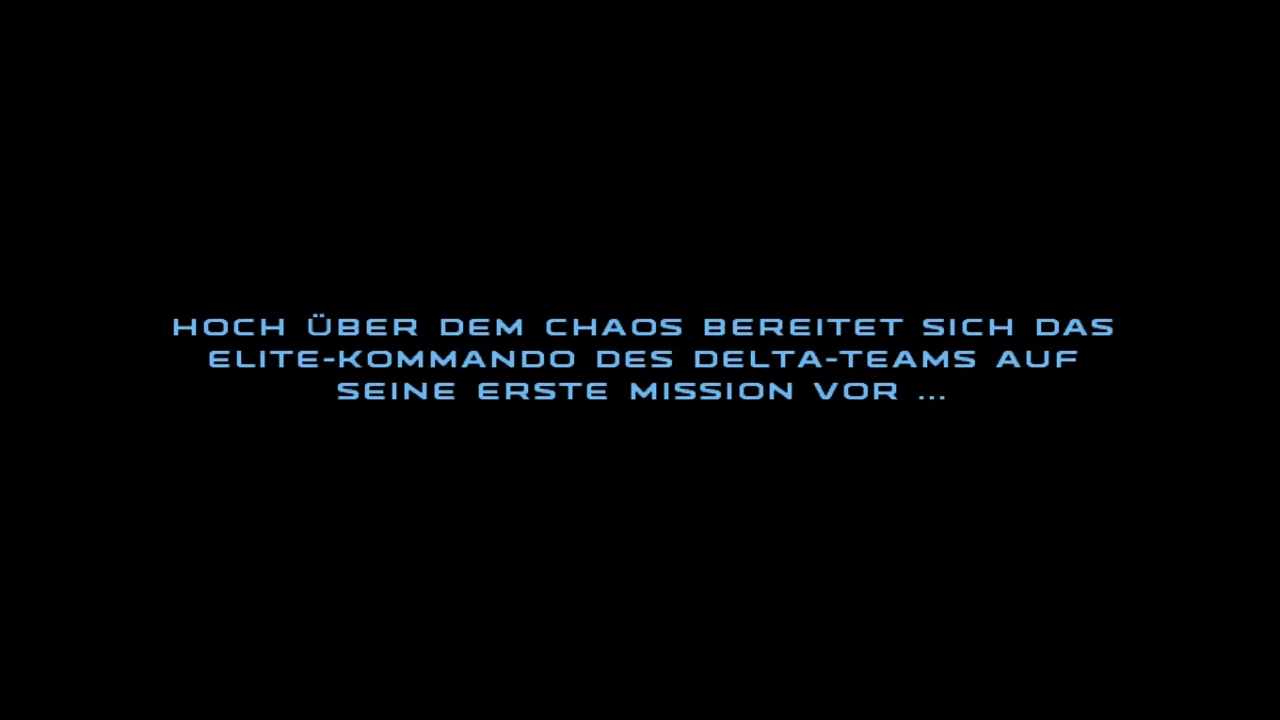 HOCH ÜBER DEM CHAOS BEREITET SICH DAS
ELITE-KOMMANDO DES DELTA-TEAMS AUF
SEINE ERSTE MISSION VOR ...